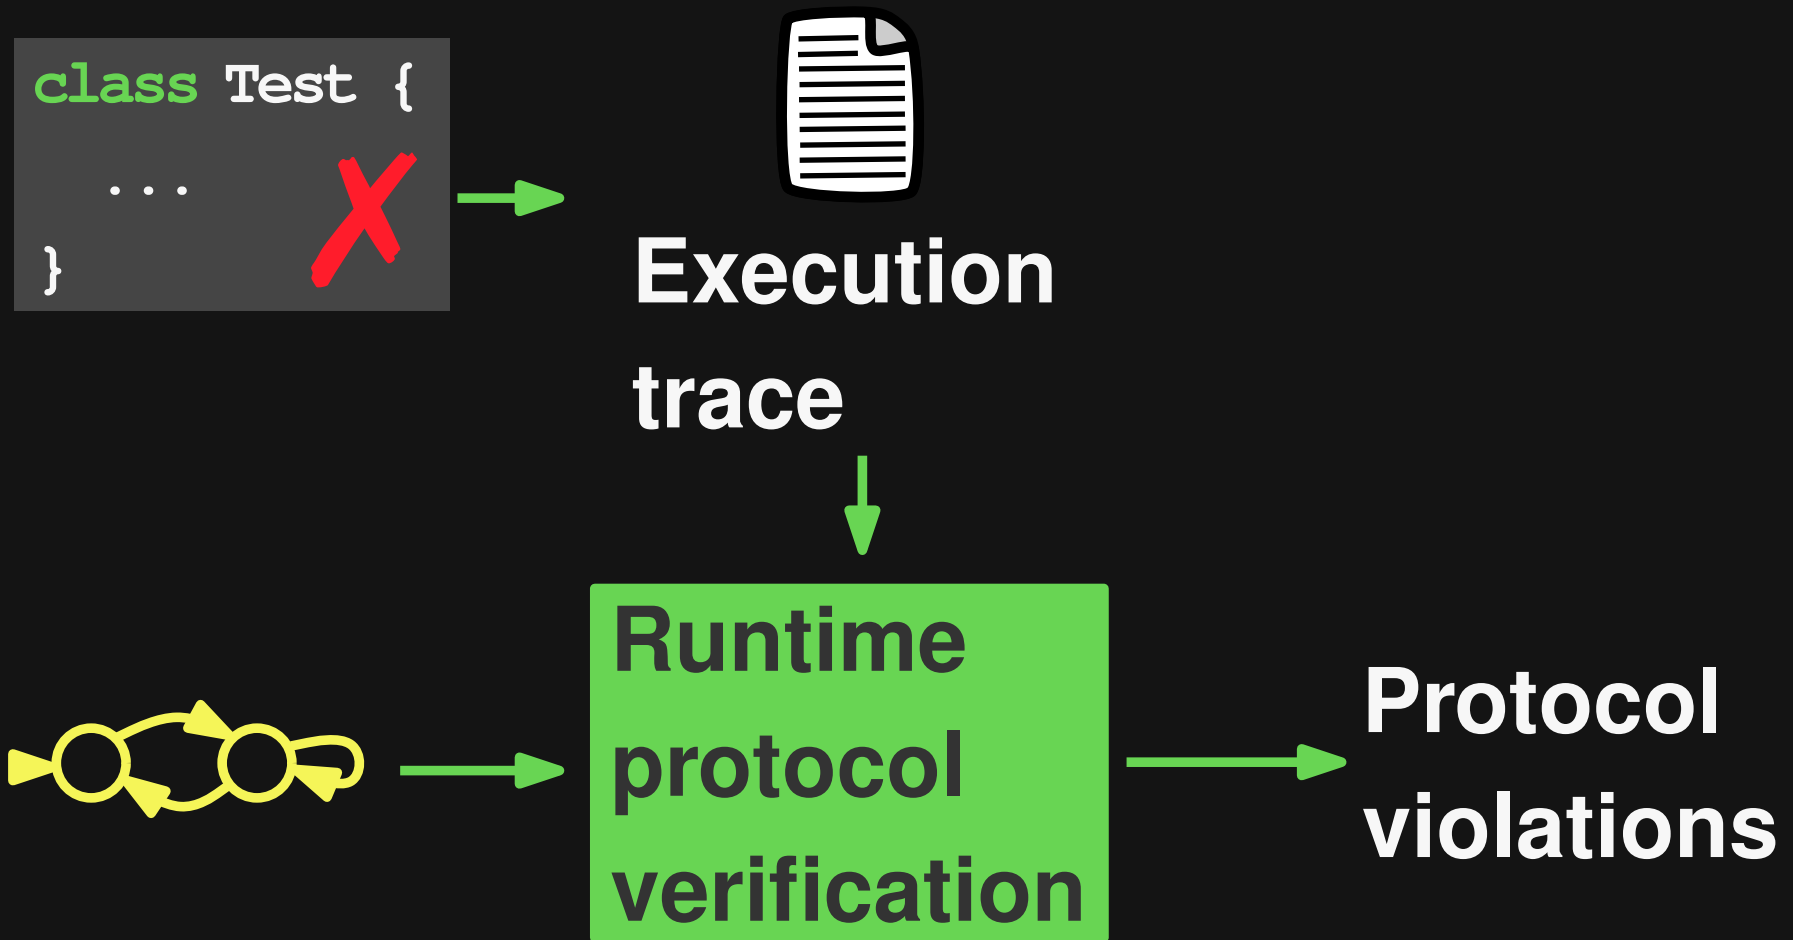 class Test {
...
}
Execution
trace
Runtime
protocol
verification
Protocol
violations